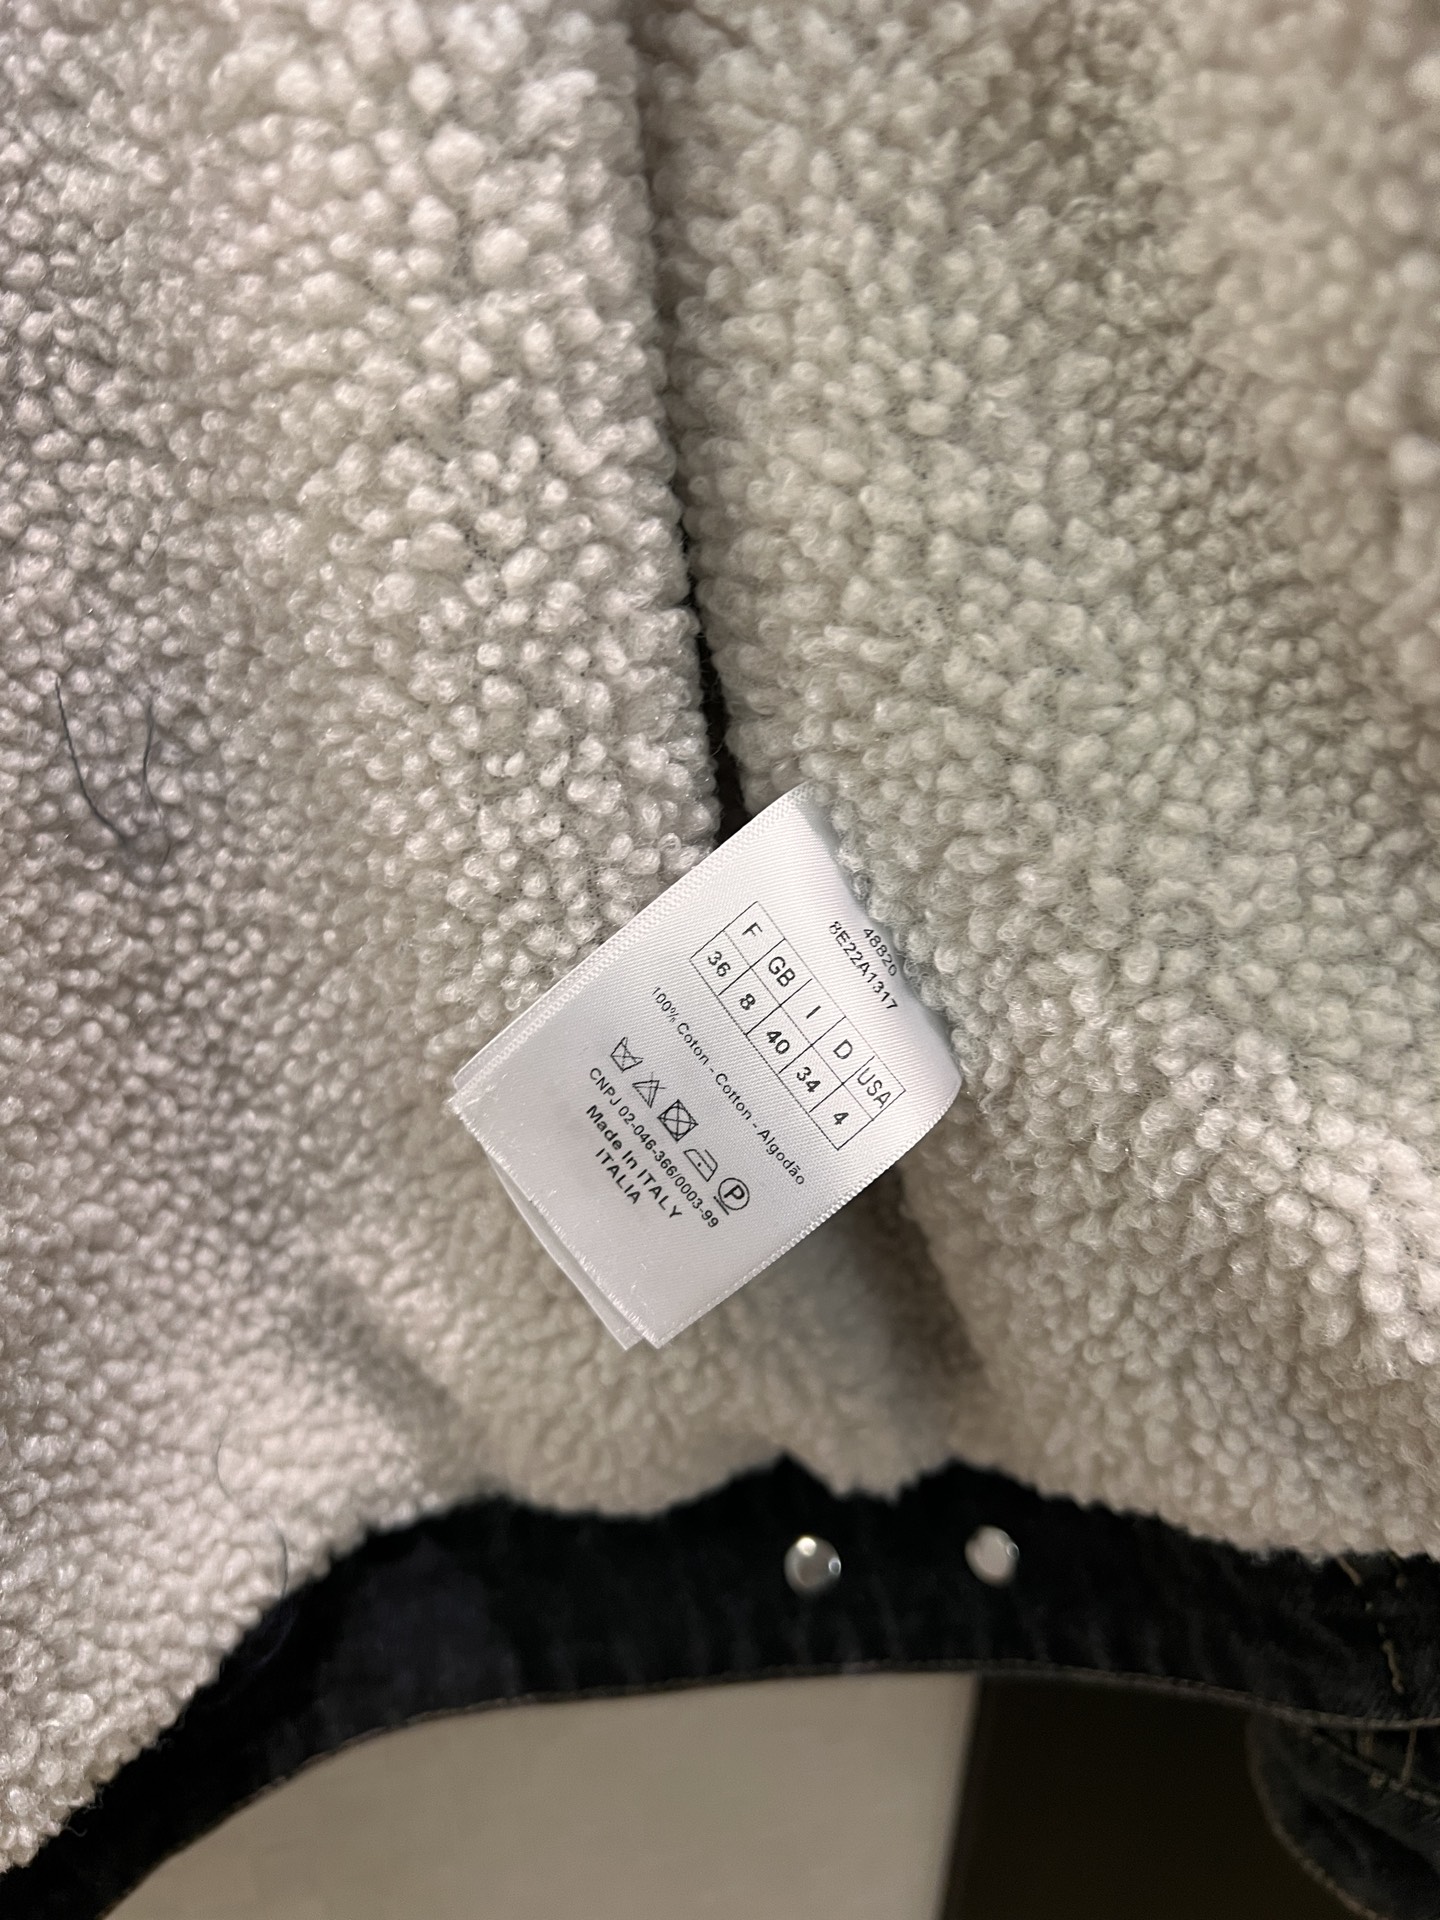 48820
8E22A1317
F GB I D USA
36 8 40 34 4
100% Coton - Cotton - Algodão
P
CNPJ 02-046-366/0003-99
Made In ITALY
ITALIA